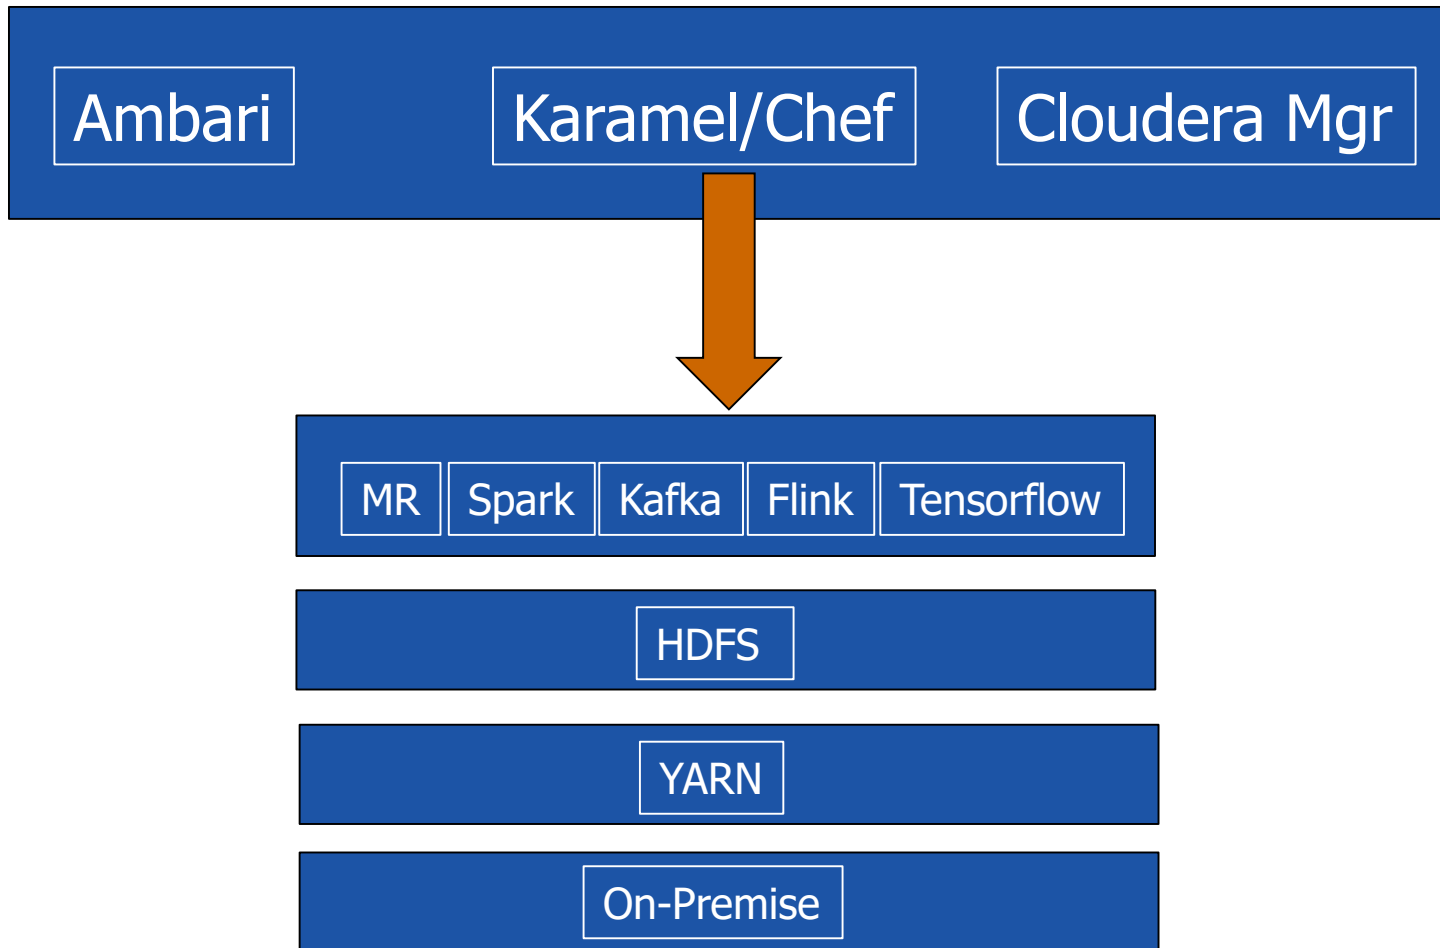 Ambari Karamel/Chef Cloudera Mgr
MR Spark Kafka Flink Tensorflow
HDFS
YARN
On-Premise